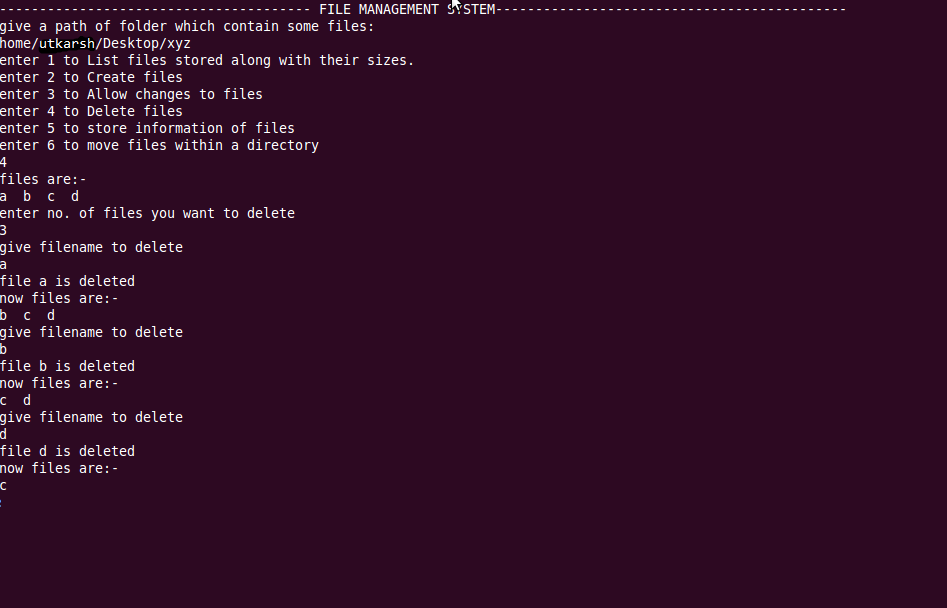 --------------------------------------- FILE MANAGEMENT SYSTEM--------------------------------------------
give a path of folder which contain some files:
home/utkarsh/Desktop/xyz
enter 1 to List files stored along with their sizes.
enter 2 to Create files
enter 3 to Allow changes to files
enter 4 to Delete files
enter 5 to store information of files
enter 6 to move files within a directory
4
files are:-
a  b  c  d
enter no. of files you want to delete
3
give filename to delete
a
file a is deleted
now files are:-
b  c  d
give filename to delete
b
file b is deleted
now files are:-
c  d
give filename to delete
d
file d is deleted
now files are:-
c